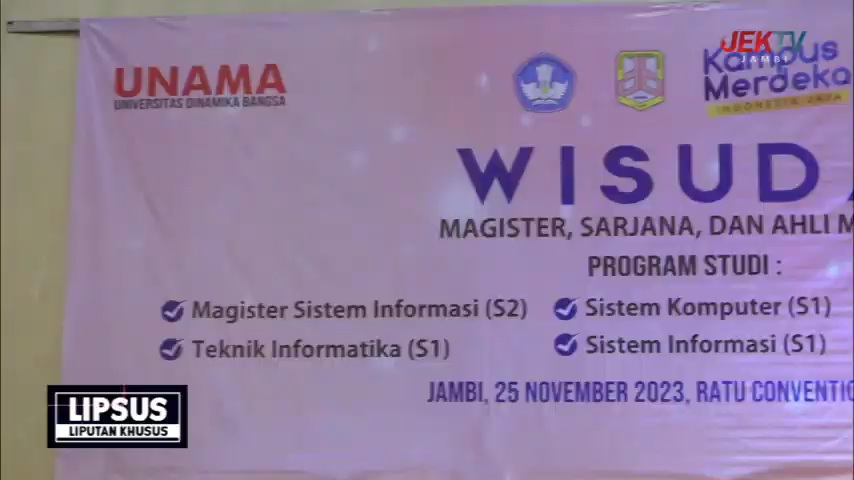 JEKTV
JAMBI
UNAMA
UNIVERSITAS DINAMIKA BANGSA
Kampus
Merdeka
INDONESIA JAYA
WISUDA
MAGISTER, SARJANA, DAN AHLI M
PROGRAM STUDI :
Magister Sistem Informasi (S2)
Sistem Komputer (S1)
Teknik Informatika (S1)
Sistem Informasi (S1)
JAMBI, 25 NOVEMBER 2023, RATU CONVENTIO
LIPSUS
LIPUTAN KHUSUS